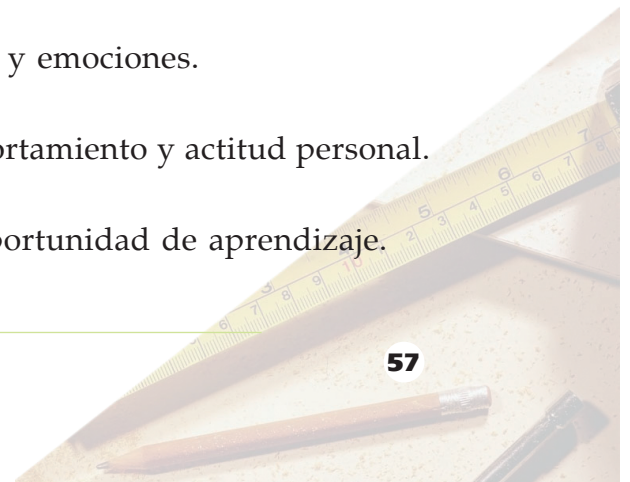 y emociones.
ortamiento y actitud personal.
portunidad de aprendizaje.
57